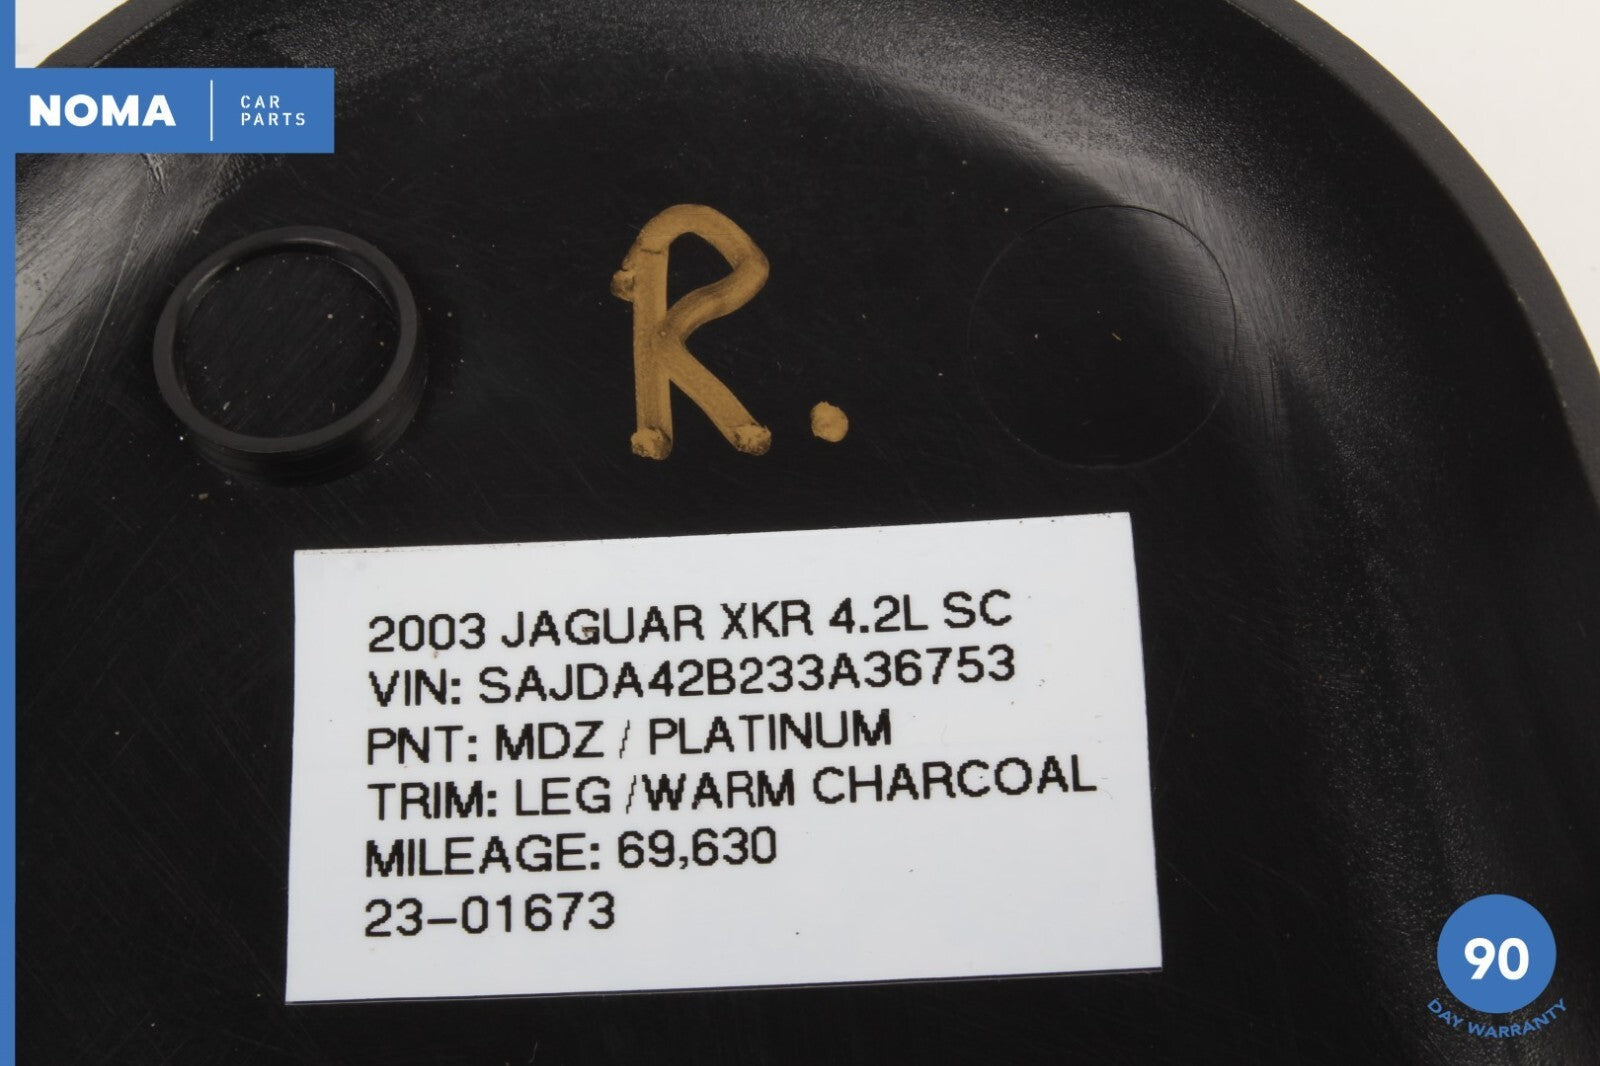 NOMA
CAR
PARTS
R.
2003 JAGUAR XKR 4.2L SC
VIN: SAJDA42B233A36753
PNT: MDZ / PLATINUM
TRIM: LEG /WARM CHARCOAL
MILEAGE: 69,630
23-01673
90
DAY WARRANTY